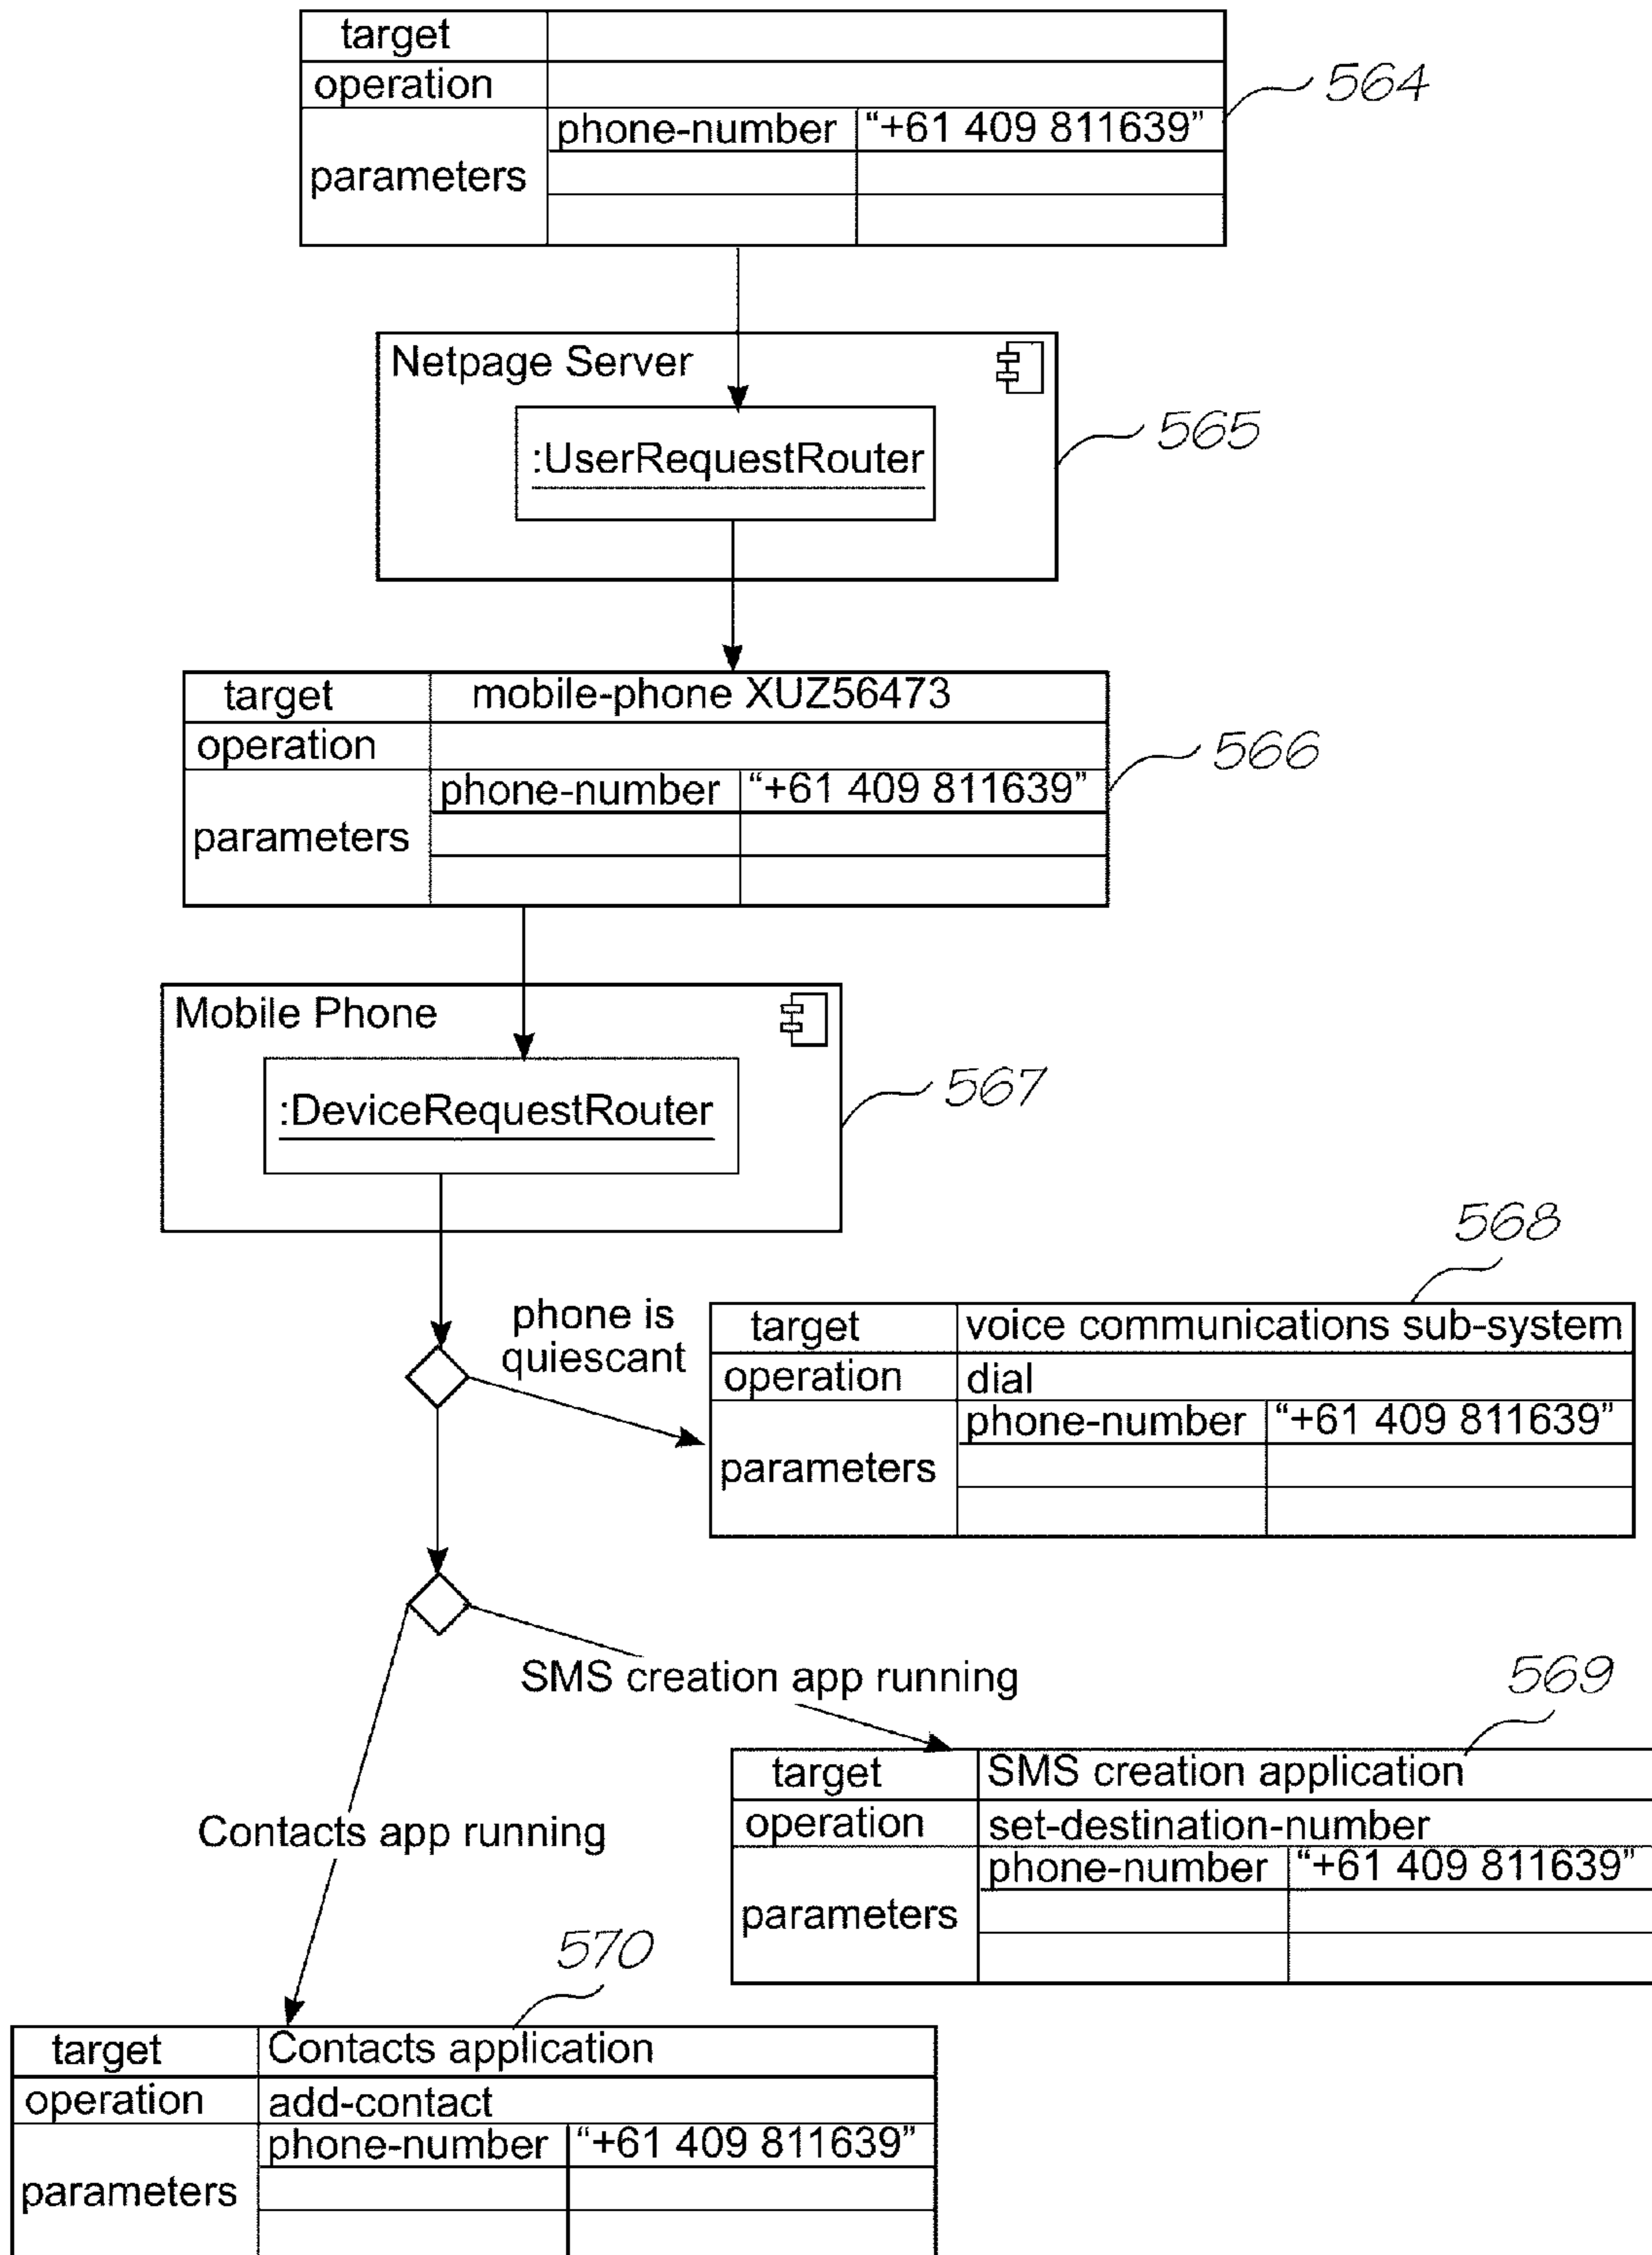 target
operation
parameters
phone-number "+61 409 811639"
564
Netpage Server
:UserRequestRouter
565
target mobile-phone XUZ56473
operation
parameters
phone-number "+61 409 811639"
566
Mobile Phone
:DeviceRequestRouter
567
phone is
quiescant
568
target voice communications sub-system
operation dial
parameters
phone-number "+61 409 811639"
SMS creation app running
569
target SMS creation application
operation set-destination-number
parameters
phone-number "+61 409 811639"
Contacts app running
570
target Contacts application
operation add-contact
parameters
phone-number "+61 409 811639"